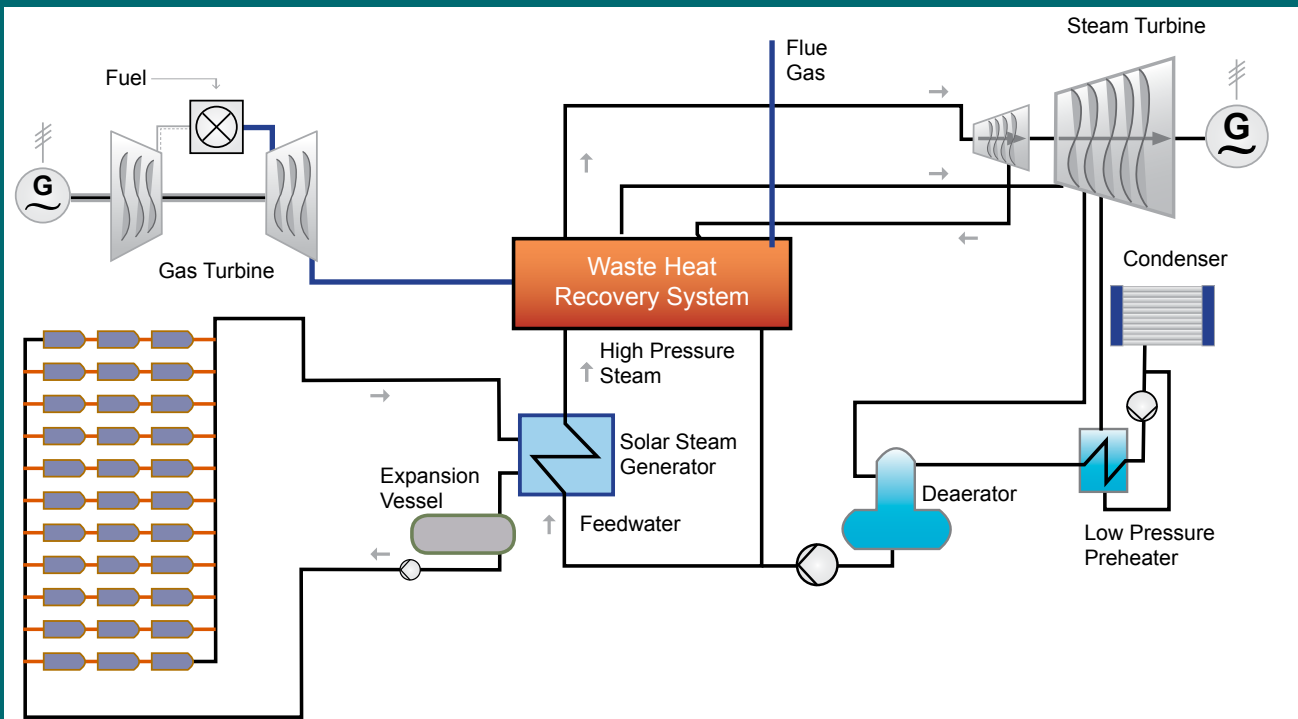 Steam Turbine
Flue
Gas
Fuel
G
G
Gas Turbine
Waste Heat
Recovery System
Condenser
High Pressure
Steam
Solar Steam
Generator
Expansion
Vessel
Feedwater
Deaerator
Low Pressure
Preheater